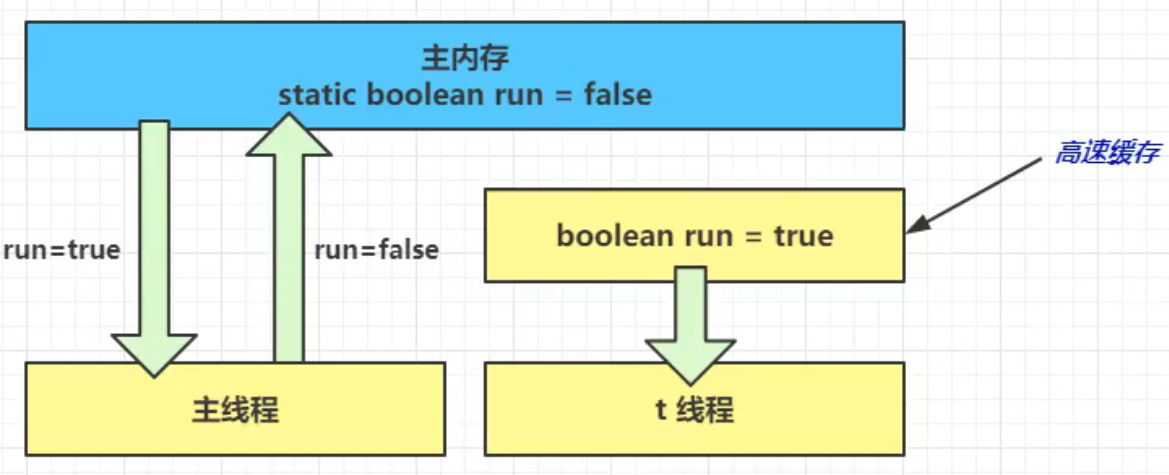 主内存
static boolean run = false
高速缓存
boolean run = true
run=true
run=false
主线程
t 线程